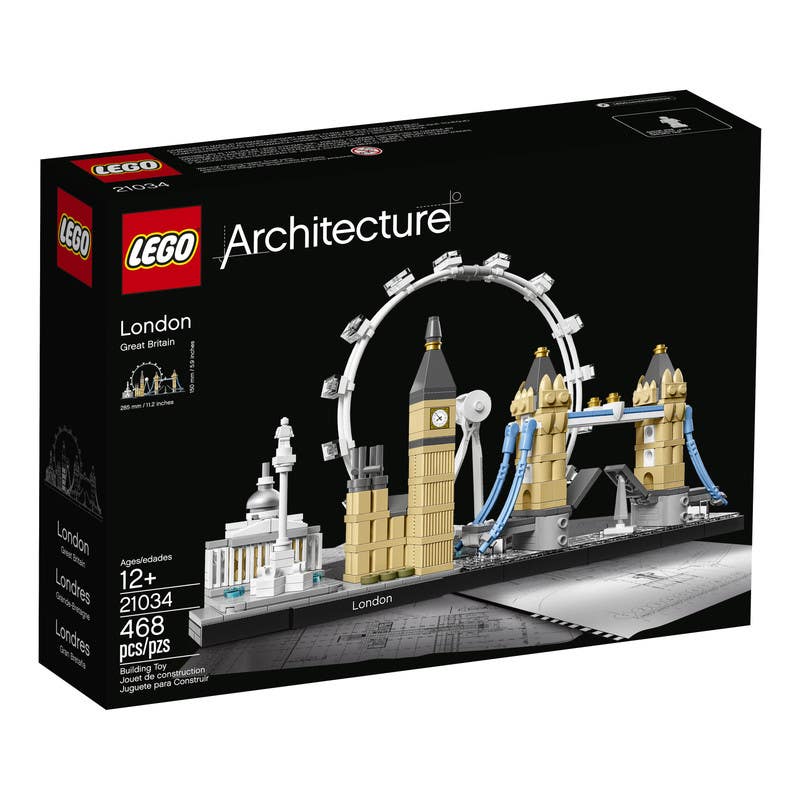 LEGO
21034
LEGO
LEGO
Architecture
London
Great Britain
150 mm / 5.9 inches
285 mm / 11.2 inches
London
Great Britain
Londres
Grande-Bretagne
Londres
Gran Bretaña
Ages/edades
12+
21034
468
pcs/pzs
Building Toy
Jouet de construction
Juguete para Construir
London